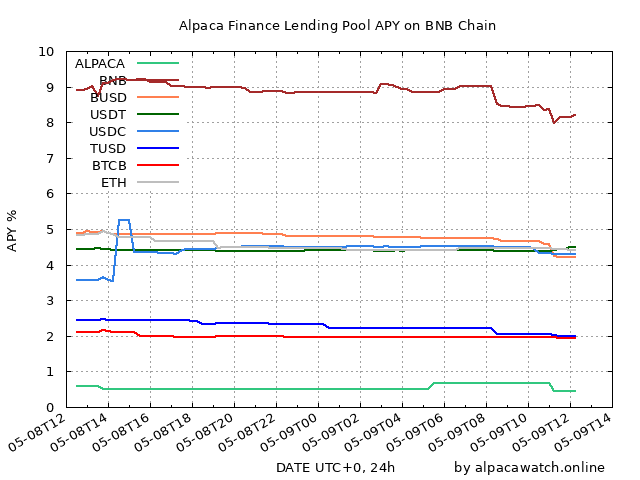 Alpaca Finance Lending Pool APY on BNB Chain
10
9
8
7
6
5
4
3
2
1
0
APY %
ALPACA
BNB
BUSD
USDT
USDC
TUSD
BTCB
ETH
05-08T12
05-08T14
05-08T16
05-08T18
05-08T20
05-08T22
05-09T00
05-09T02
05-09T04
05-09T06
05-09T08
05-09T10
05-09T12
05-09T14
DATE UTC+0, 24h
by alpacawatch.online